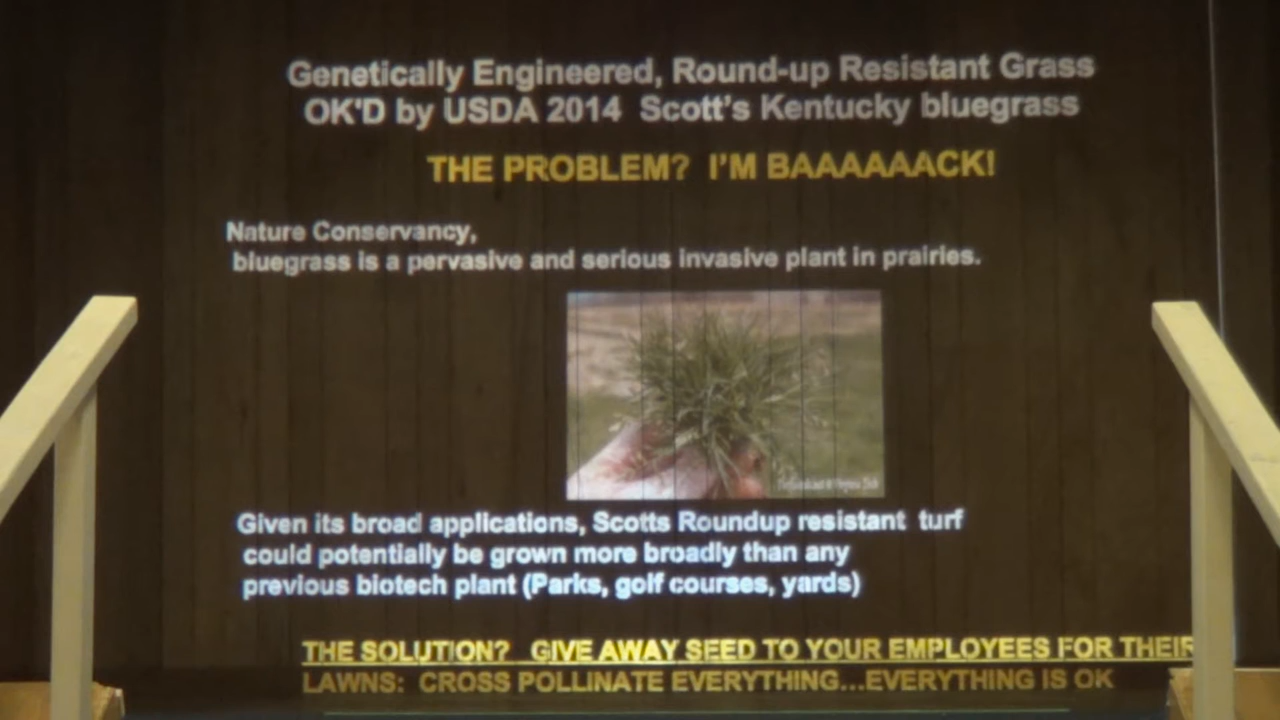 Genetically Engineered, Round-up Resistant Grass
OK'D by USDA 2014 Scott's Kentucky bluegrass
THE PROBLEM? I'M BAAAAAACK!
Nature Conservancy,
bluegrass is a pervasive and serious invasive plant in prairies.
Given its broad applications, Scotts Roundup resistant turf
could potentially be grown more broadly than any
previous biotech plant (Parks, golf courses, yards)
THE SOLUTION? GIVE AWAY SEED TO YOUR EMPLOYEES FOR THEIR
LAWNS: CROSS POLLINATE EVERYTHING...EVERYTHING IS OK